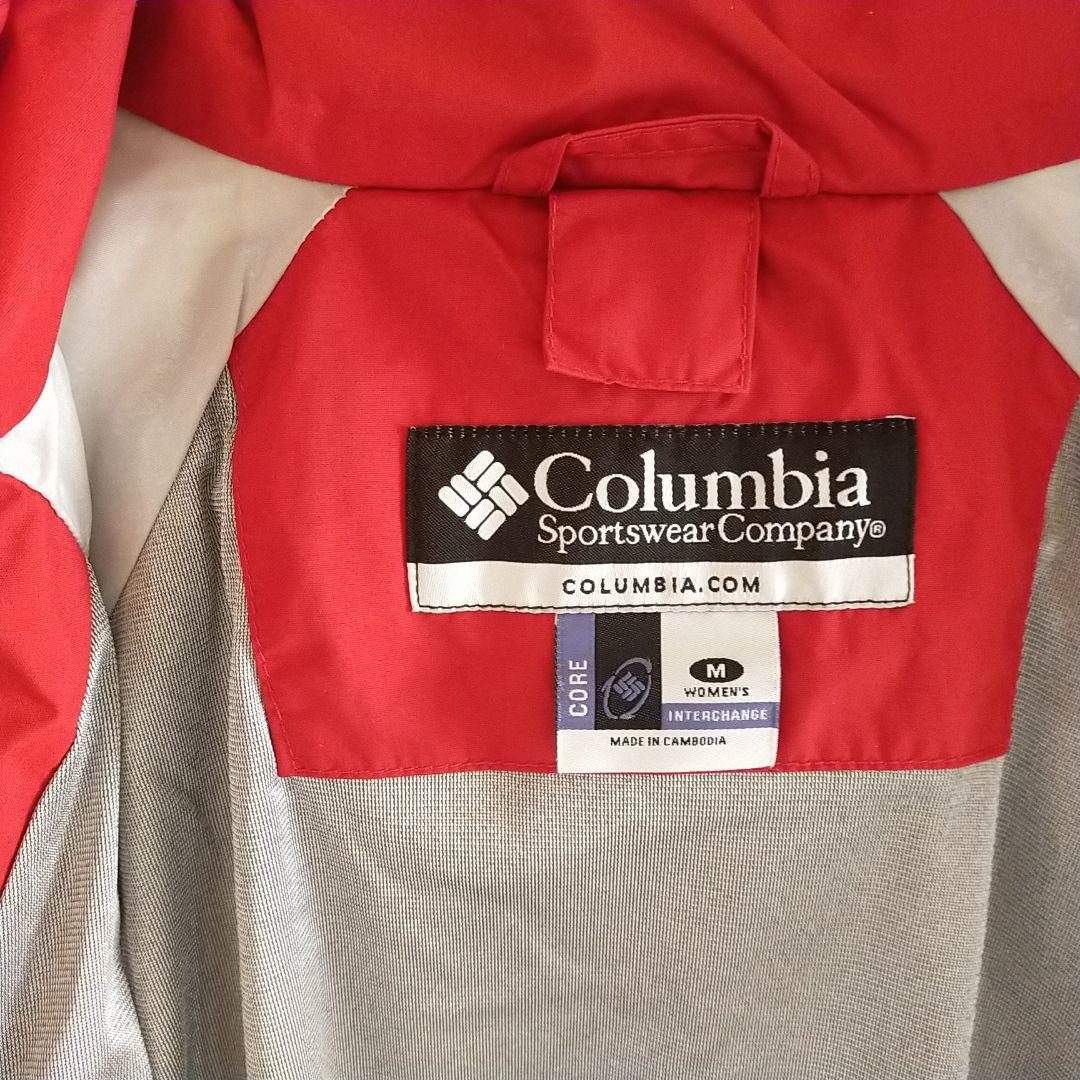 Columbia
Sportswear Company®
COLUMBIA.COM
CORE
M
WOMEN'S
INTERCHANGE
MADE IN CAMBODIA